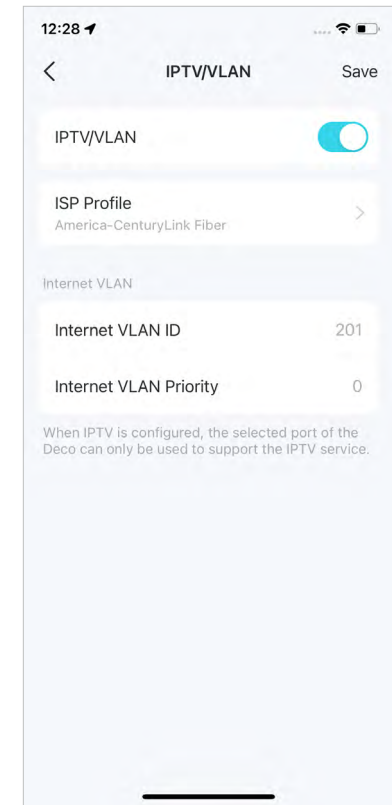 12:28
IPTV/VLAN
Save
IPTV/VLAN
ISP Profile
America-CenturyLink Fiber
Internet VLAN
Internet VLAN ID
201
Internet VLAN Priority
0
When IPTV is configured, the selected port of the
Deco can only be used to support the IPTV service.